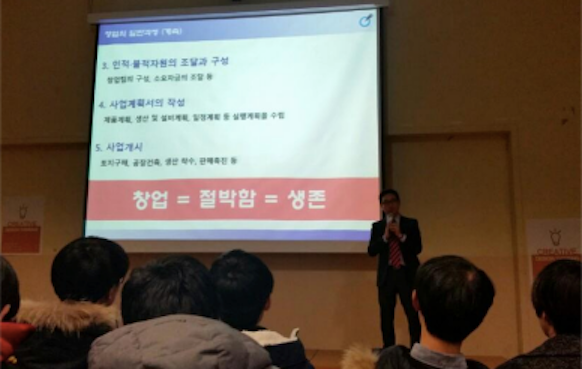 창업의 일반과정 (계속)
3. 인적·물적자원의 조달과 구성
창업팀의 구성, 소요자금의 조달 등
4. 사업계획서의 작성
제품계획, 생산 및 설비계획, 일정계획 등 실행계획을 수립
5. 사업개시
토지구매, 공장건축, 생산 착수, 판매촉진 등
창업 = 절박함 = 생존
CREATIVE
CREATIVE